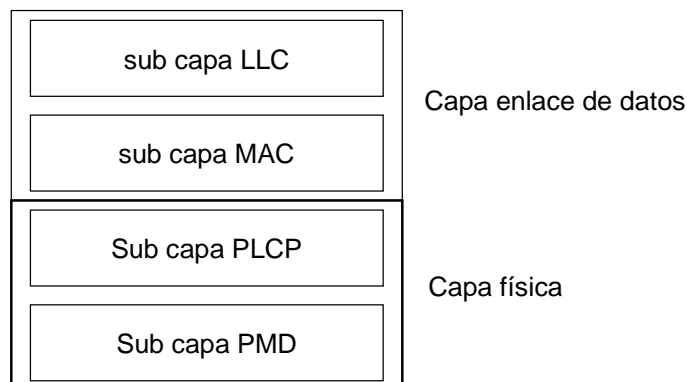 sub capa LLC
Capa enlace de datos
sub capa MAC
Sub capa PLCP
Capa física
Sub capa PMD